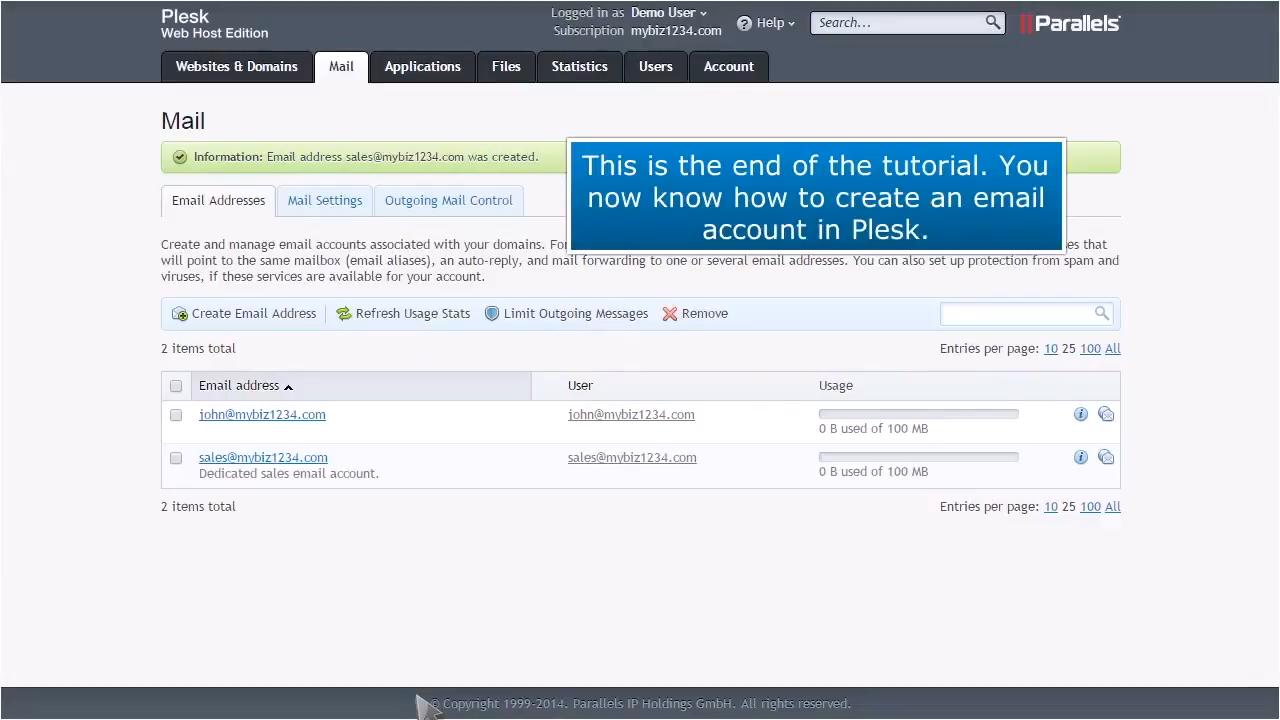 Plesk
Web Host Edition
Logged in as Demo User
Subscription mybiz1234.com
Help
Search...
Parallels
Websites & Domains
Mail
Applications
Files
Statistics
Users
Account
Mail
Information: Email address sales@mybiz1234.com was created.
This is the end of the tutorial. You
now know how to create an email
account in Plesk.
Email Addresses
Mail Settings
Outgoing Mail Control
Create and manage email accounts associated with your domains.
will point to the same mailbox (email aliases), an auto-reply, and mail forwarding to one or several email addresses. You can also set up protection from spam and
viruses, if these services are available for your account.
Create Email Address
Refresh Usage Stats
Limit Outgoing Messages
Remove
2 items total
Entries per page: 10 25 100 All
Email address
User
Usage
john@mybiz1234.com
john@mybiz1234.com
0 B used of 100 MB
sales@mybiz1234.com
Dedicated sales email account.
sales@mybiz1234.com
0 B used of 100 MB
2 items total
Entries per page: 10 25 100 All
© Copyright 1999-2014. Parallels IP Holdings GmbH. All rights reserved.